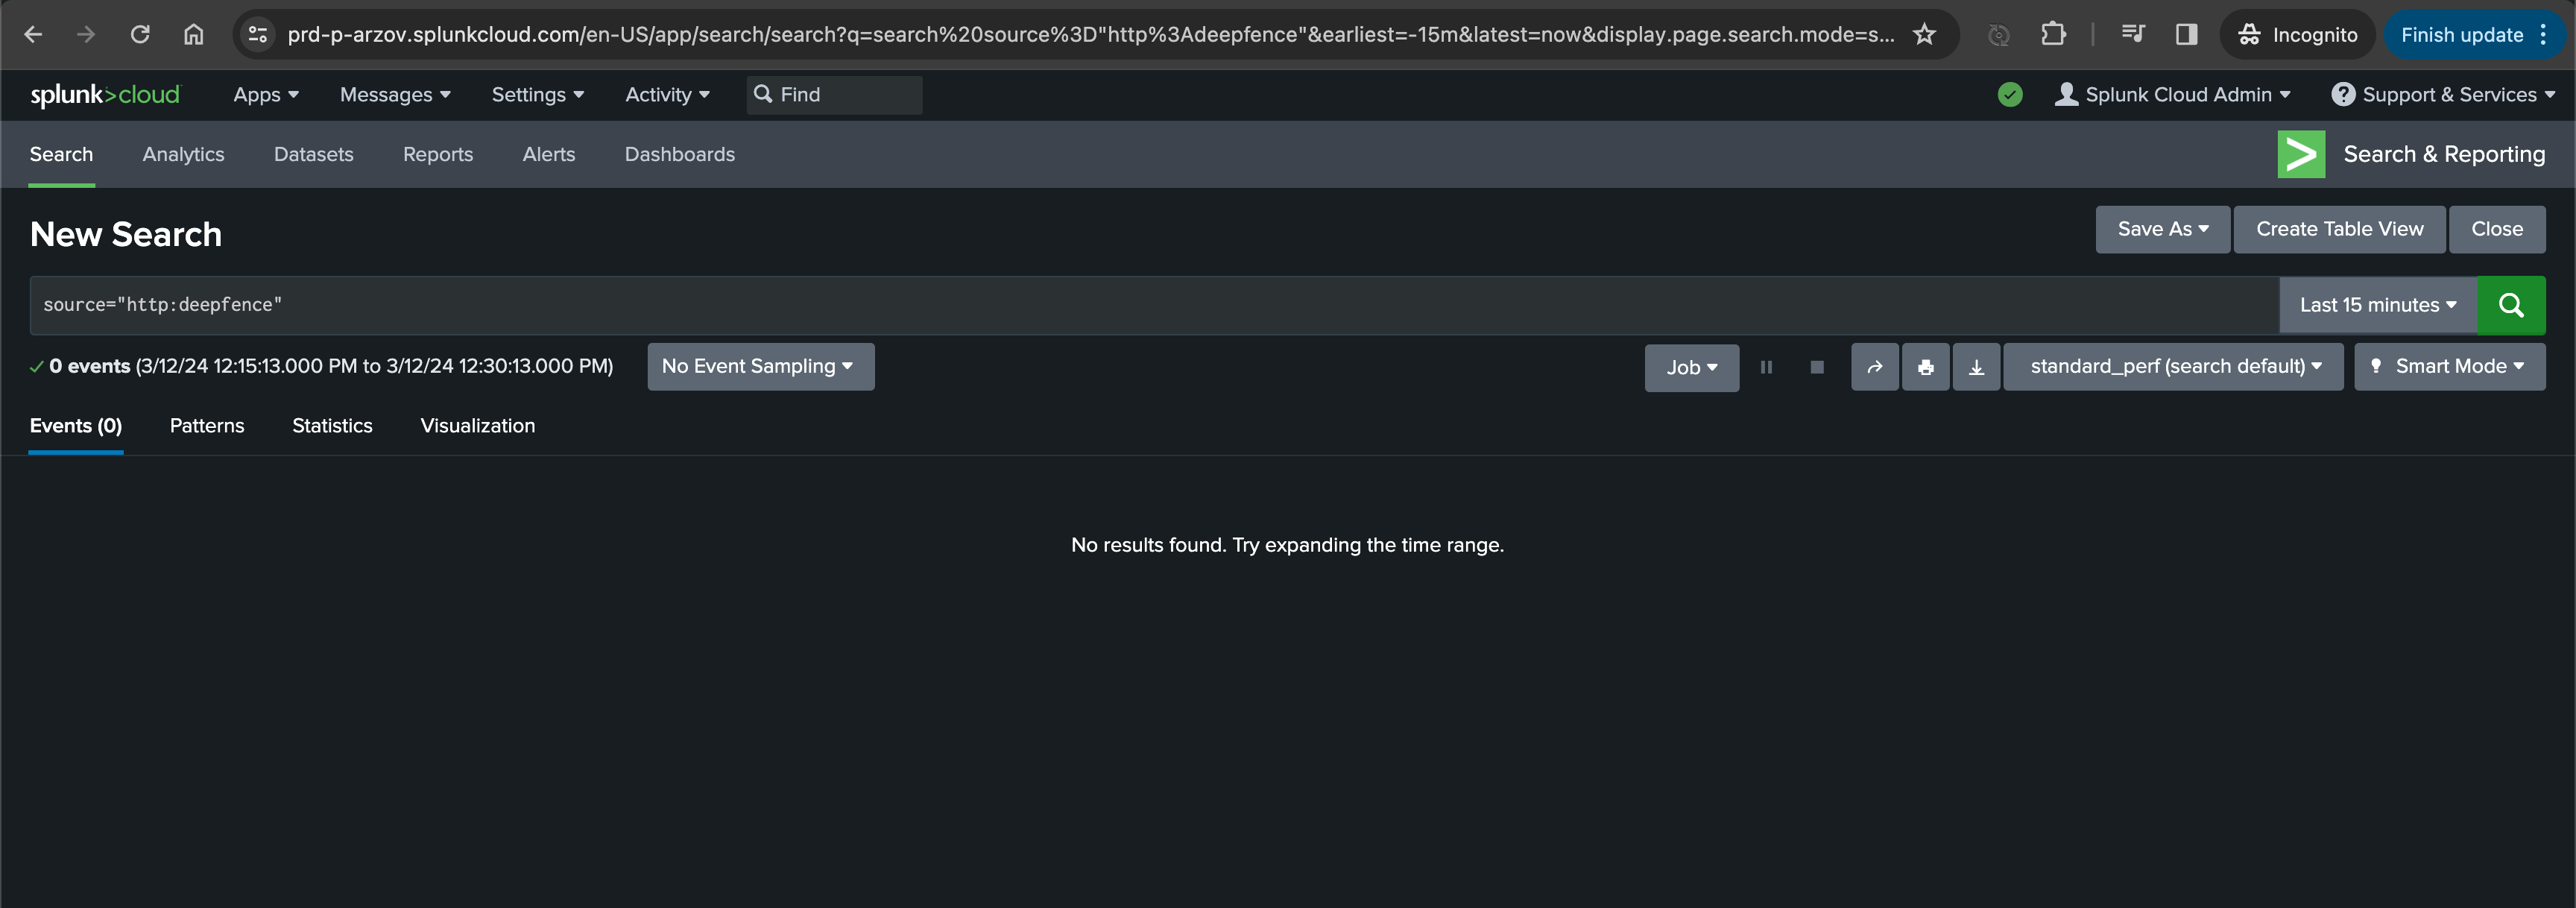 prd-p-arzov.splunkcloud.com/en-US/app/search/search?q=search%20source%3D"http%3Adeepfence"&earliest=-15m&latest=now&display.page.search.mode=s... Incognito Finish update
splunk>cloud Apps Messages Settings Activity Find Splunk Cloud Admin ? Support & Services
Search Analytics Datasets Reports Alerts Dashboards > Search & Reporting
New Search Save As Create Table View Close
source="http:deepfence" Last 15 minutes
0 events (3/12/24 12:15:13.000 PM to 3/12/24 12:30:13.000 PM) No Event Sampling Job standard_perf (search default) Smart Mode
Events (0) Patterns Statistics Visualization
No results found. Try expanding the time range.